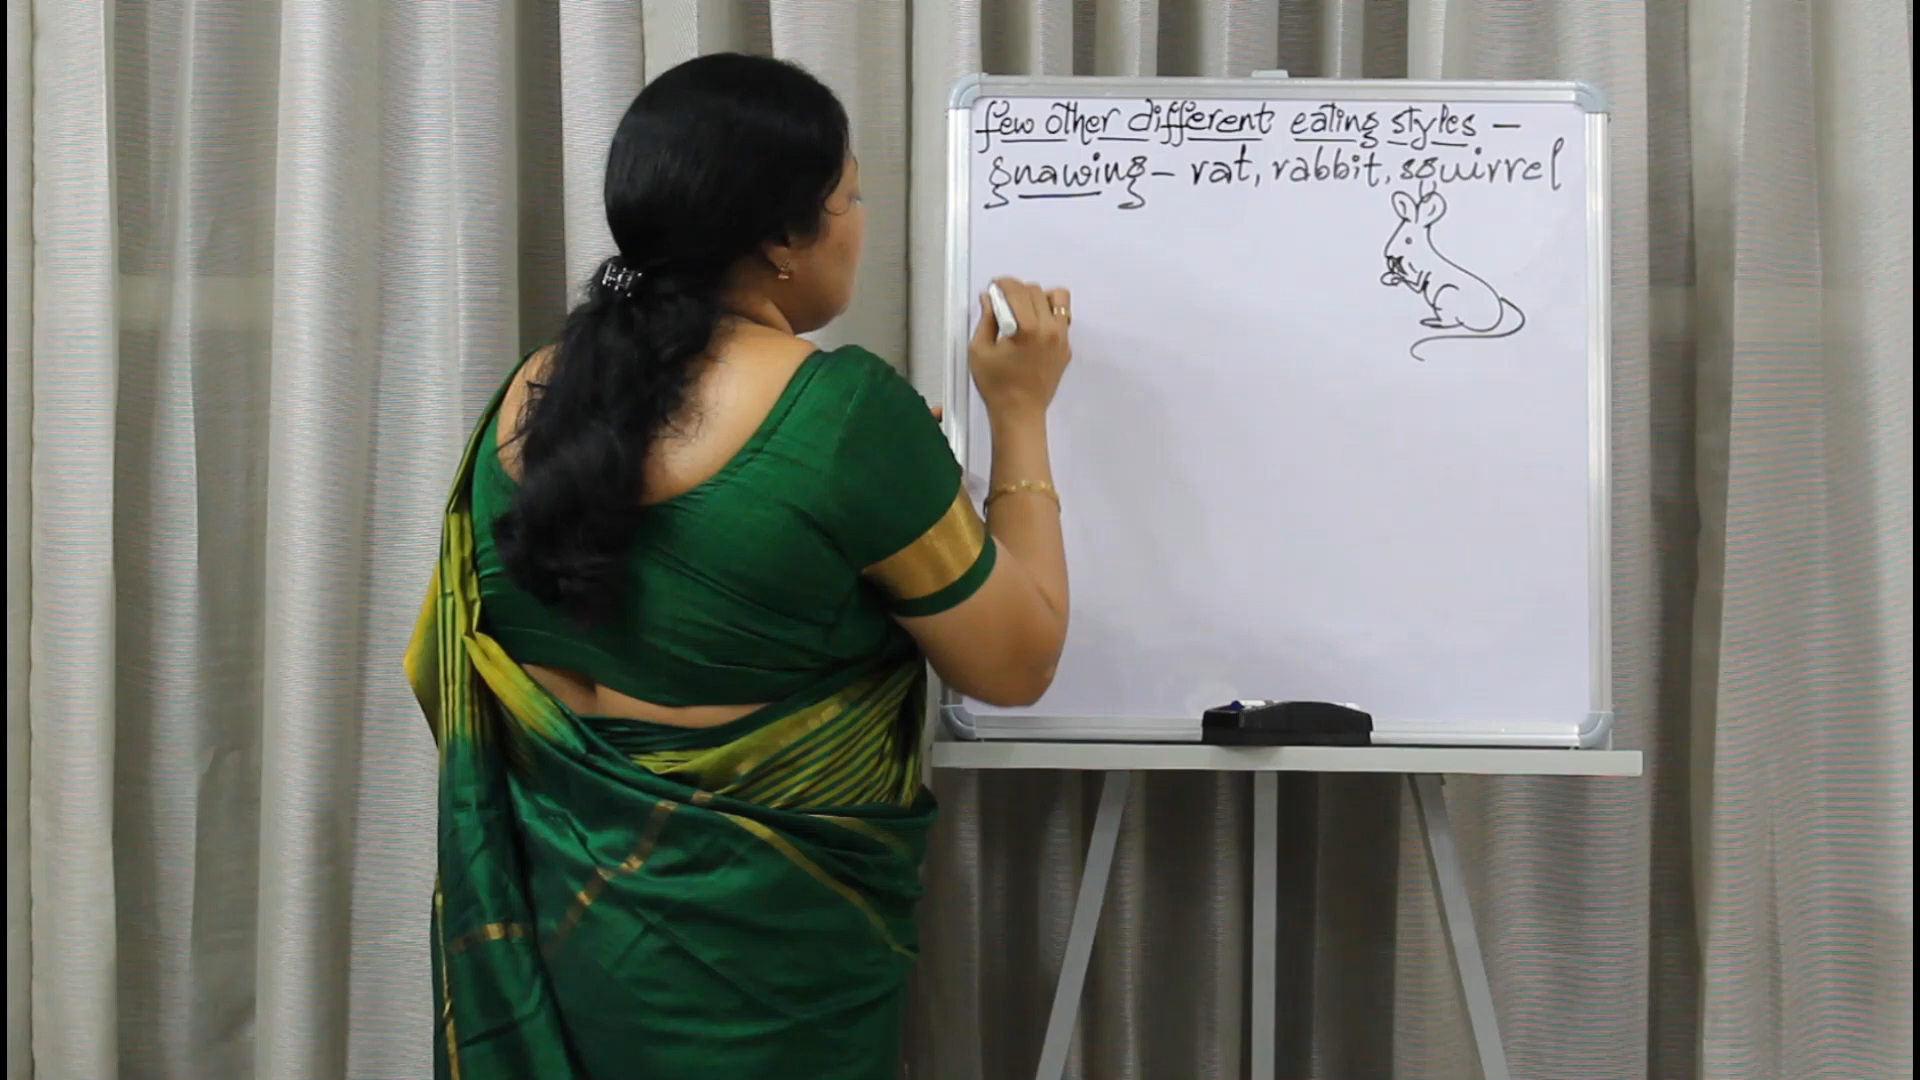 few other different eating styles –
gnawing – rat, rabbit, squirrel